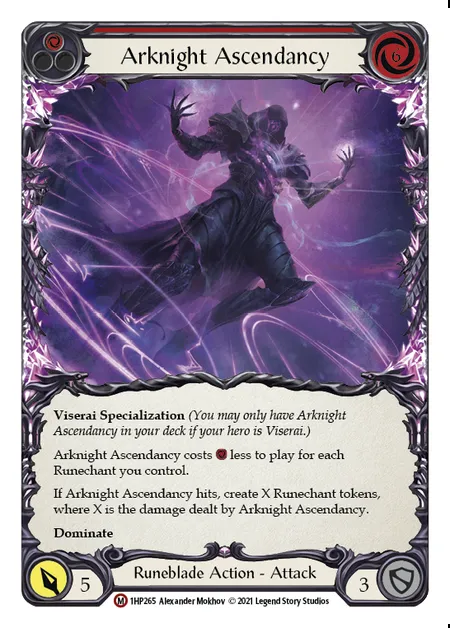 Arknight Ascendancy
6
Viserai Specialization (You may only have Arknight
Ascendancy in your deck if your hero is Viserai.)
Arknight Ascendancy costs less to play for each
Runechant you control.
If Arknight Ascendancy hits, create X Runechant tokens,
where X is the damage dealt by Arknight Ascendancy.
Dominate
5
Runeblade Action - Attack
3
M 1HP265 Alexander Mokhov © 2021 Legend Story Studios